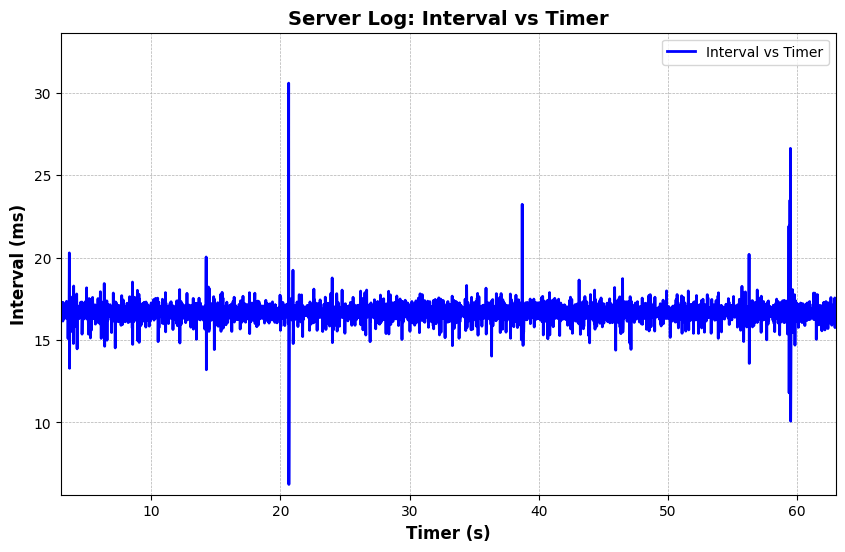 Server Log: Interval vs Timer
Interval vs Timer
Interval (ms)
30
25
20
15
10
10 20 30 40 50 60
Timer (s)